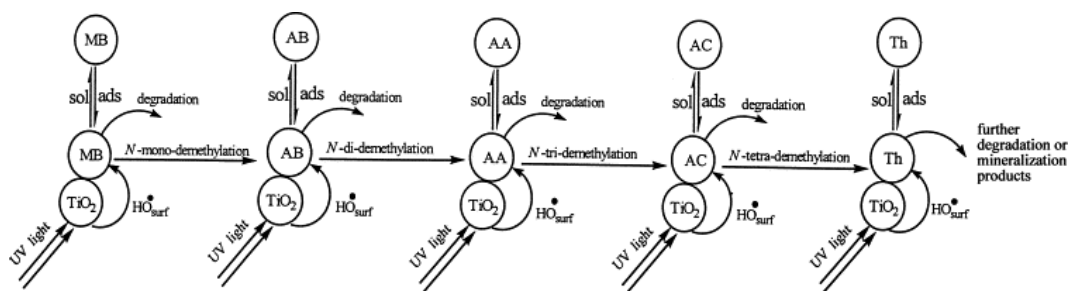 MB AB AA AC Th
sol ads sol ads sol ads sol ads sol ads
degradation degradation degradation degradation
further
degradation or
mineralization
products
MB N-mono-demethylation AB N-di-demethylation AA N-tri-demethylation AC N-tetra-demethylation Th
TiO2 HO•surf TiO2 HO•surf TiO2 HO•surf TiO2 HO•surf TiO2 HO•surf
UV light UV light UV light UV light UV light